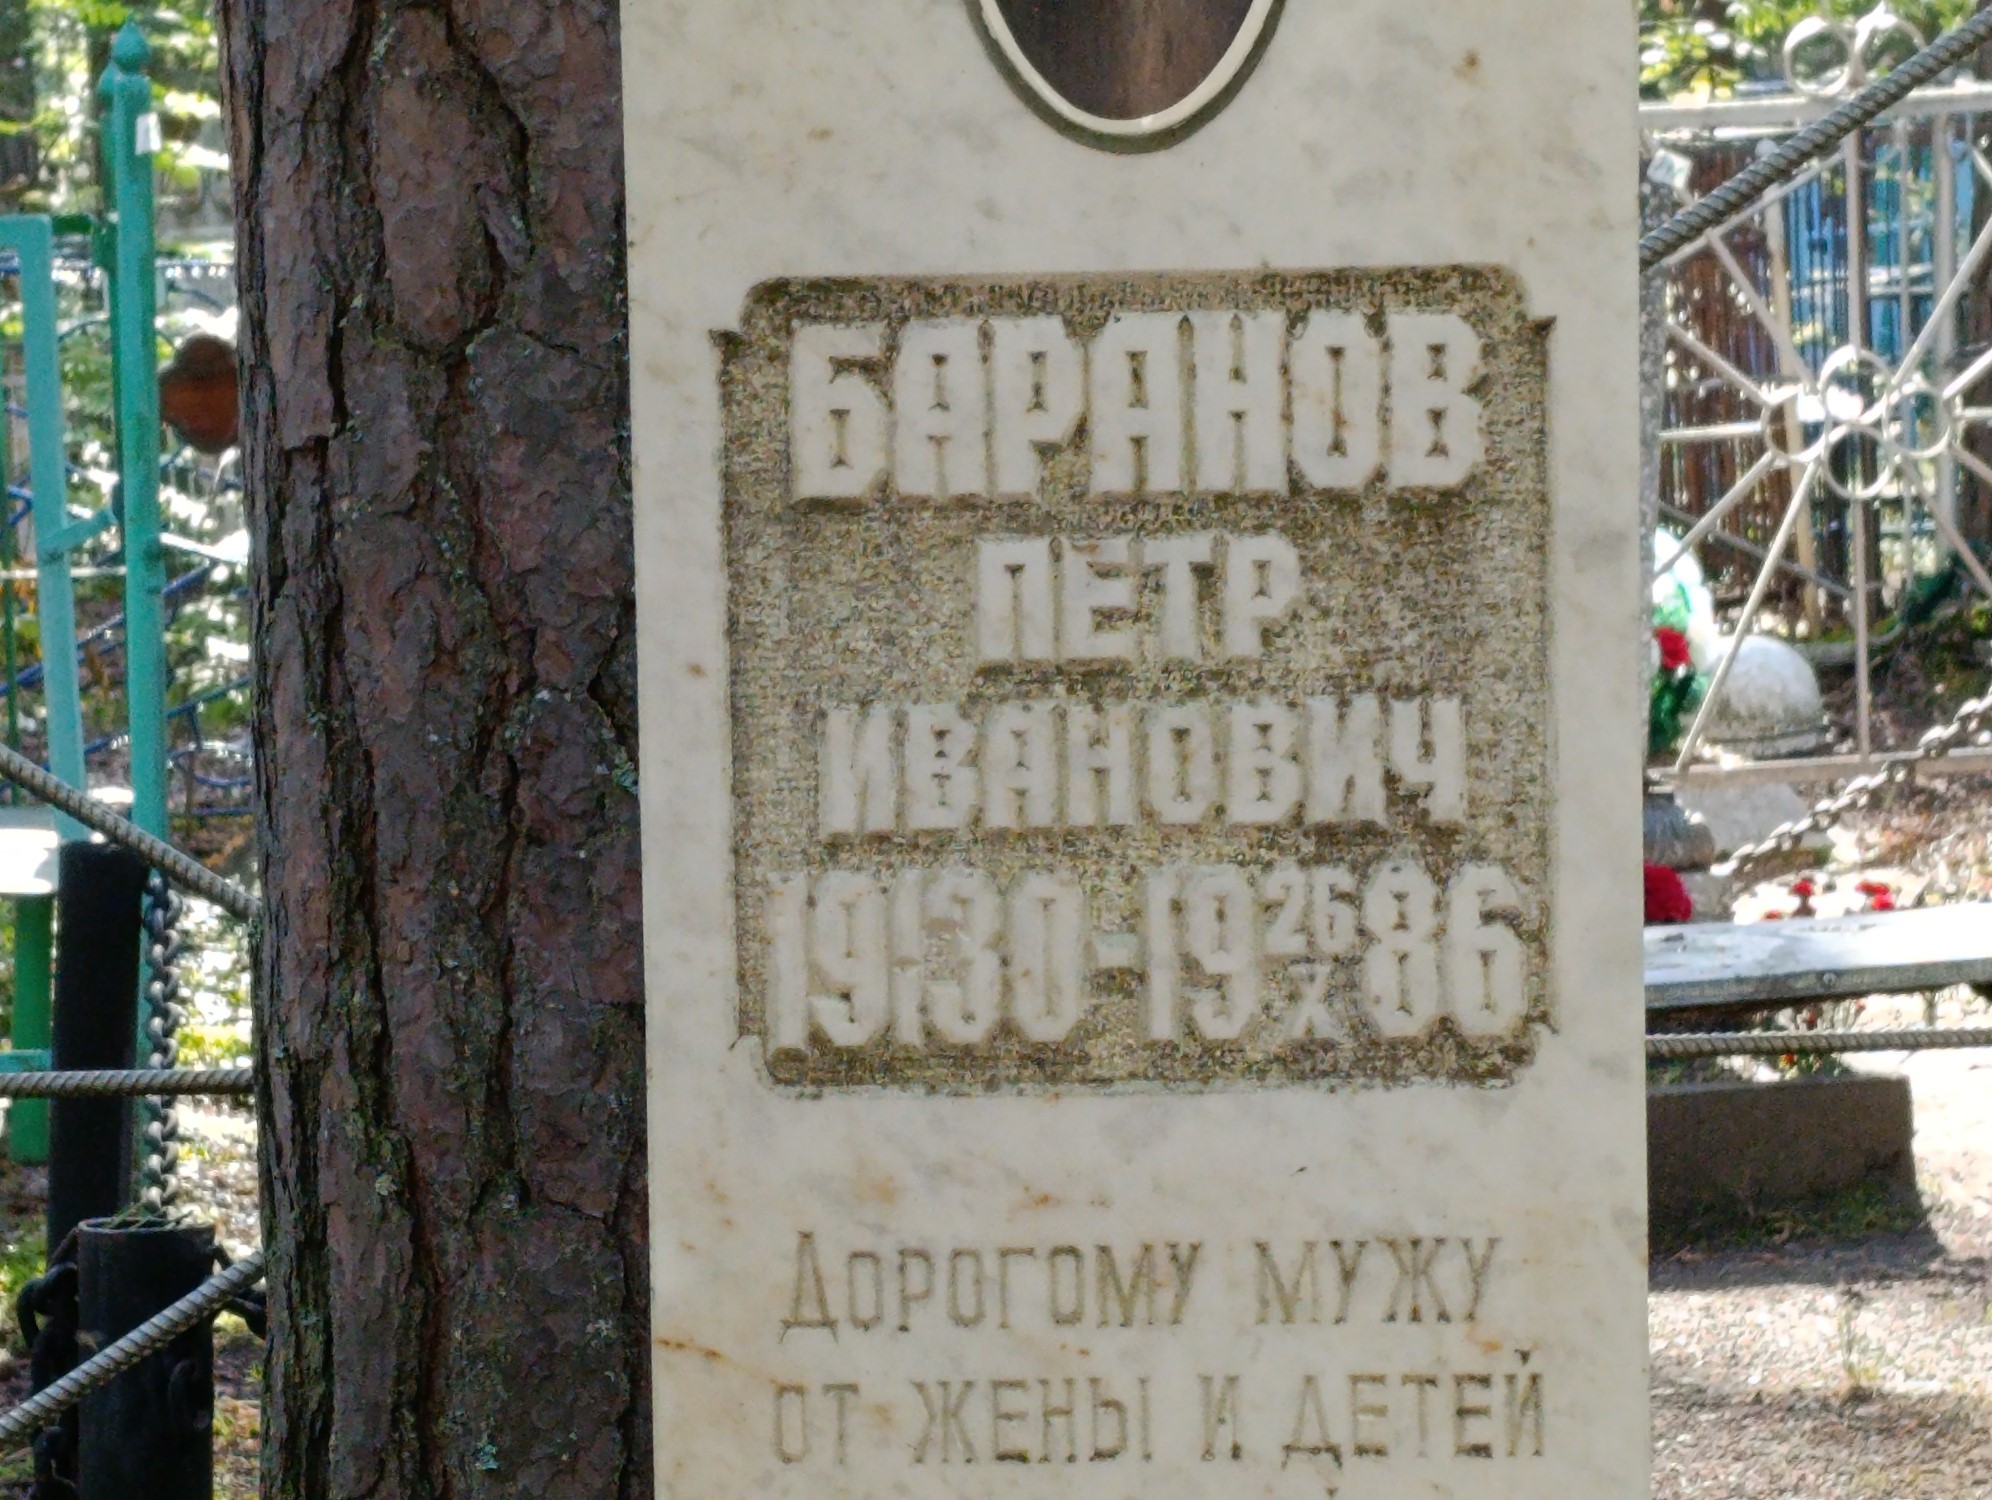 БАРАНОВ
ПЕТР
ИВАНОВИЧ
1930-19 26/X 86
Дорогому мужу
от жены и детей